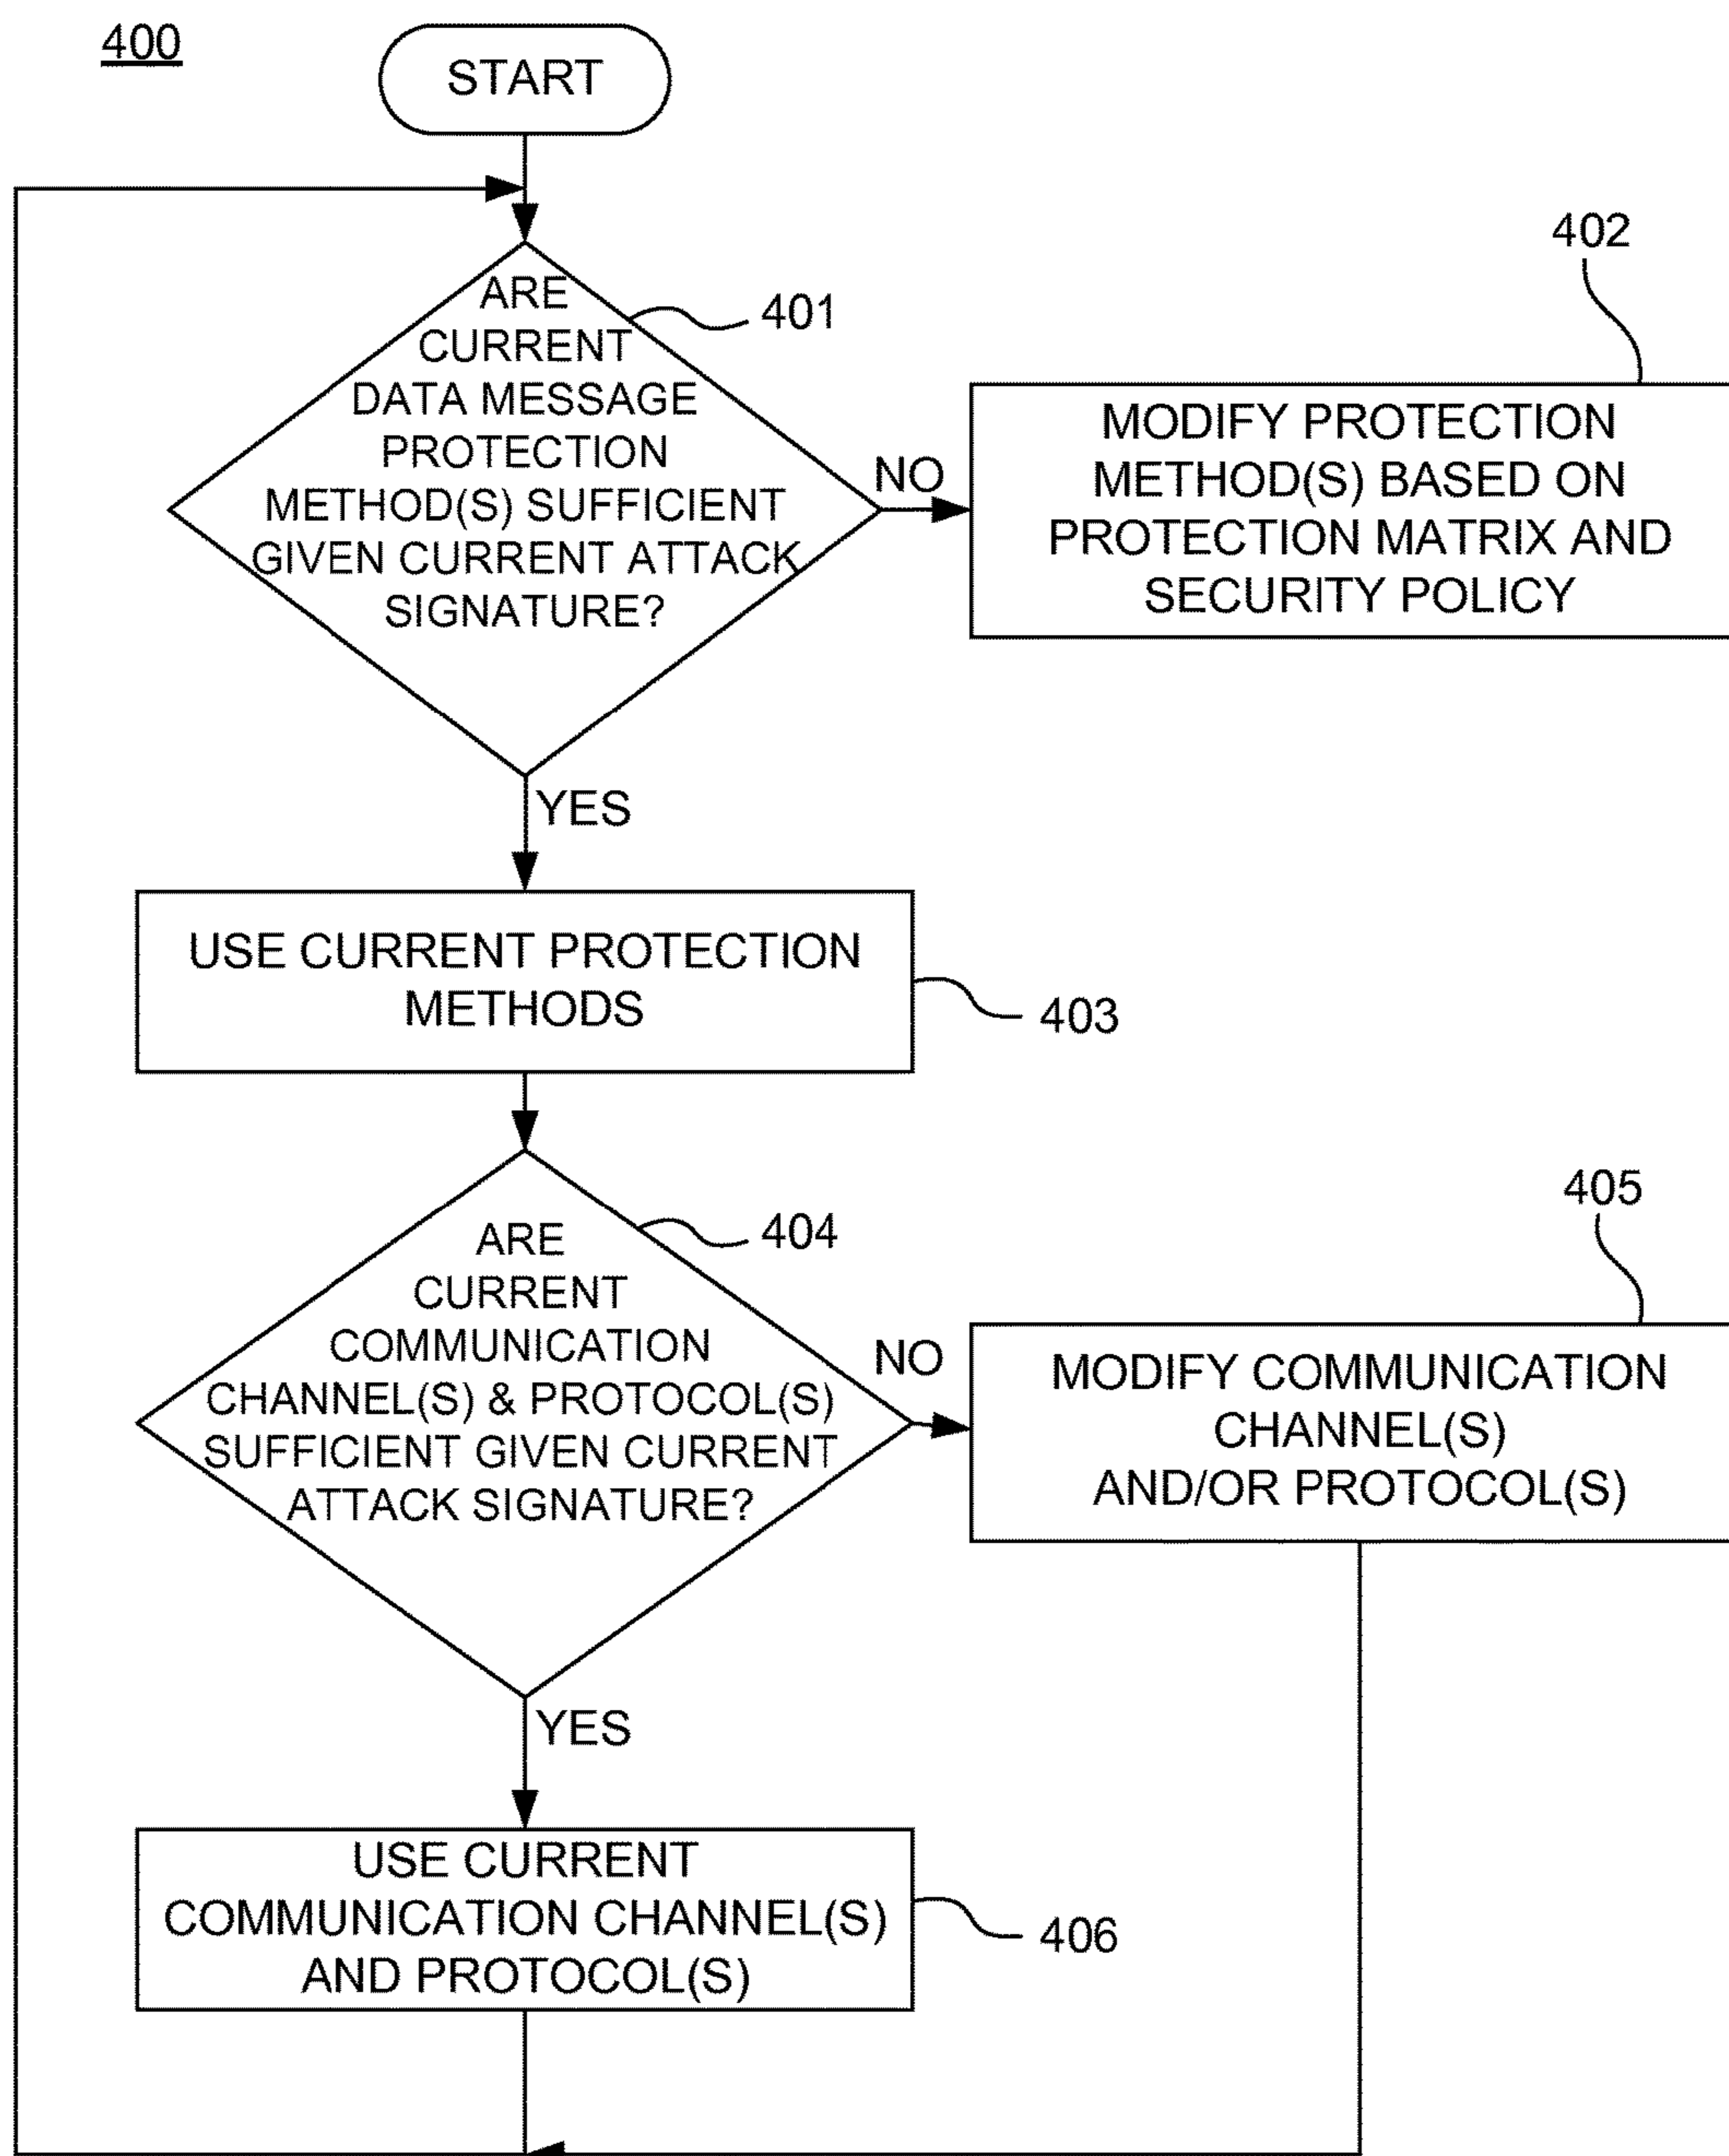 400
START
ARE
CURRENT
DATA MESSAGE
PROTECTION
METHOD(S) SUFFICIENT
GIVEN CURRENT ATTACK
SIGNATURE?
401
NO
402
MODIFY PROTECTION
METHOD(S) BASED ON
PROTECTION MATRIX AND
SECURITY POLICY
YES
USE CURRENT PROTECTION
METHODS
403
ARE
CURRENT
COMMUNICATION
CHANNEL(S) & PROTOCOL(S)
SUFFICIENT GIVEN CURRENT
ATTACK SIGNATURE?
404
NO
405
MODIFY COMMUNICATION
CHANNEL(S)
AND/OR PROTOCOL(S)
YES
USE CURRENT
COMMUNICATION CHANNEL(S)
AND PROTOCOL(S)
406